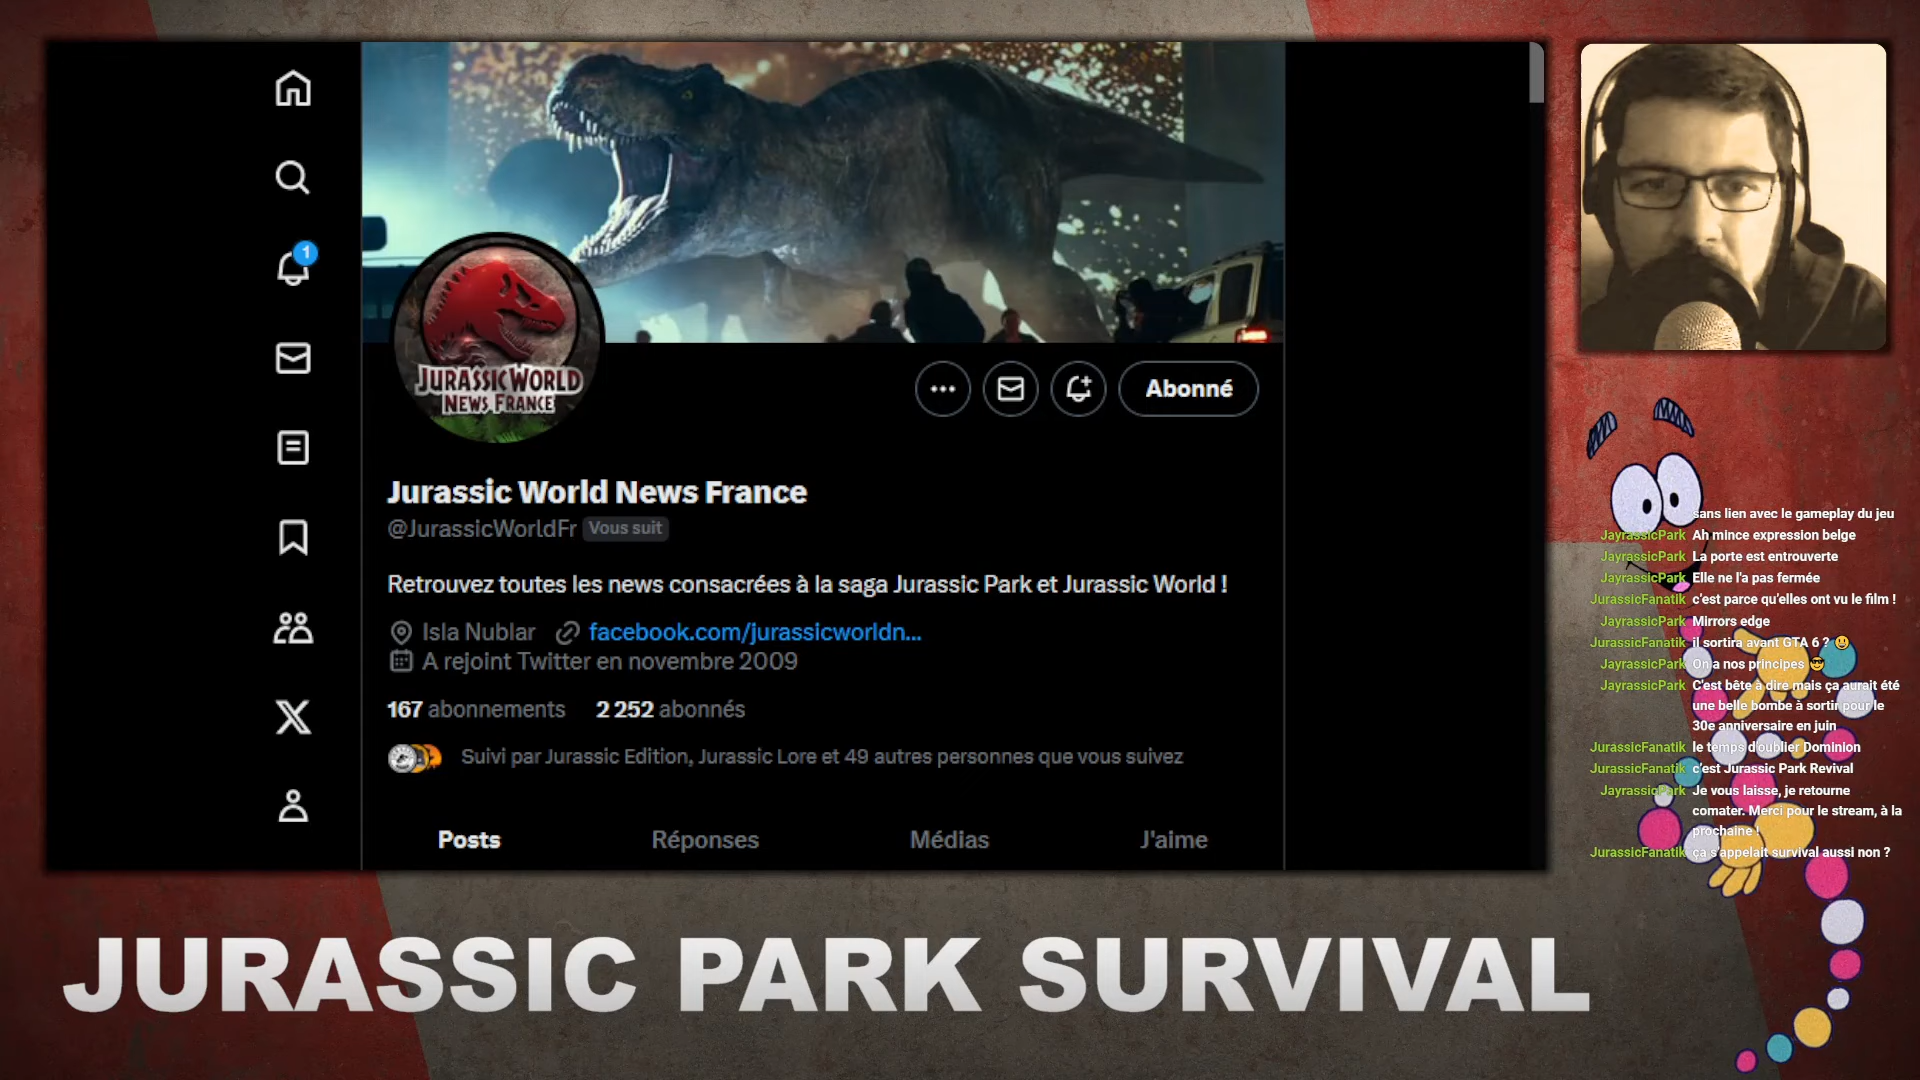 1
JURASSIC WORLD
NEWS FRANCE
Abonné
Jurassic World News France
@JurassicWorldFr Vous suit
Retrouvez toutes les news consacrées à la saga Jurassic Park et Jurassic World !
Isla Nublar facebook.com/jurassicworldn...
A rejoint Twitter en novembre 2009
167 abonnements 2 252 abonnés
Suivi par Jurassic Edition, Jurassic Lore et 49 autres personnes que vous suivez
Posts Réponses Médias J'aime
sans lien avec le gameplay du jeu
JayrassicPark Ah mince expression belge
JayrassicPark La porte est entrouverte
JayrassicPark Elle ne l'a pas fermée
JurassicFanatik c'est parce qu'elles ont vu le film !
JayrassicPark Mirrors edge
JurassicFanatik il sortira avant GTA 6 ? 😃
JayrassicPark On a nos principes 😎
JayrassicPark C'est bête à dire mais ça aurait été
une belle bombe à sortir pour le
30e anniversaire en juin
JurassicFanatik le temps d'oublier Dominion
JurassicFanatik c'est Jurassic Park Revival
JayrassicPark Je vous laisse, je retourne
comater. Merci pour le stream, à la
prochaine !
JurassicFanatik ça s'appelait survival aussi non ?
JURASSIC PARK SURVIVAL